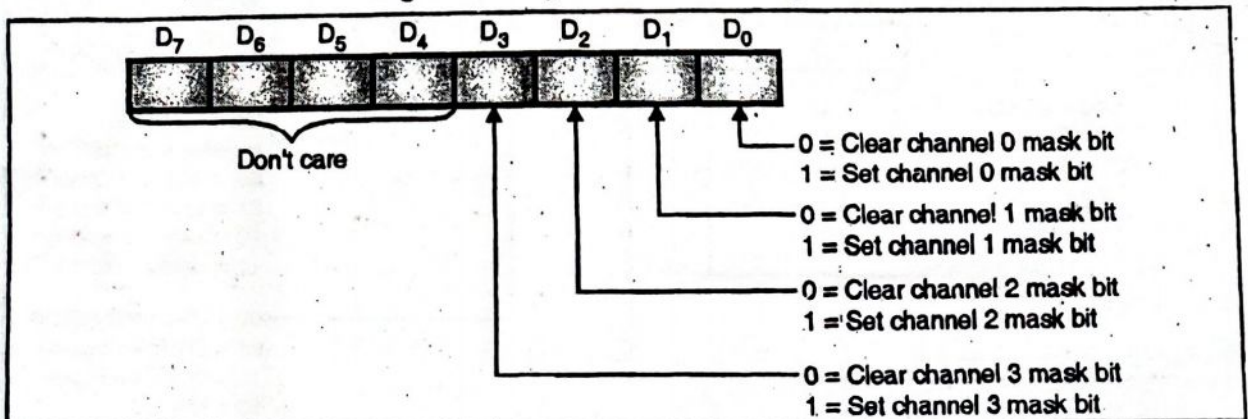 D7 D6 D5 D4 D3 D2 D1 D0
Don't care
0 = Clear channel 0 mask bit
1 = Set channel 0 mask bit
0 = Clear channel 1 mask bit
1 = Set channel 1 mask bit
0 = Clear channel 2 mask bit
1 = Set channel 2 mask bit
0 = Clear channel 3 mask bit
1 = Set channel 3 mask bit